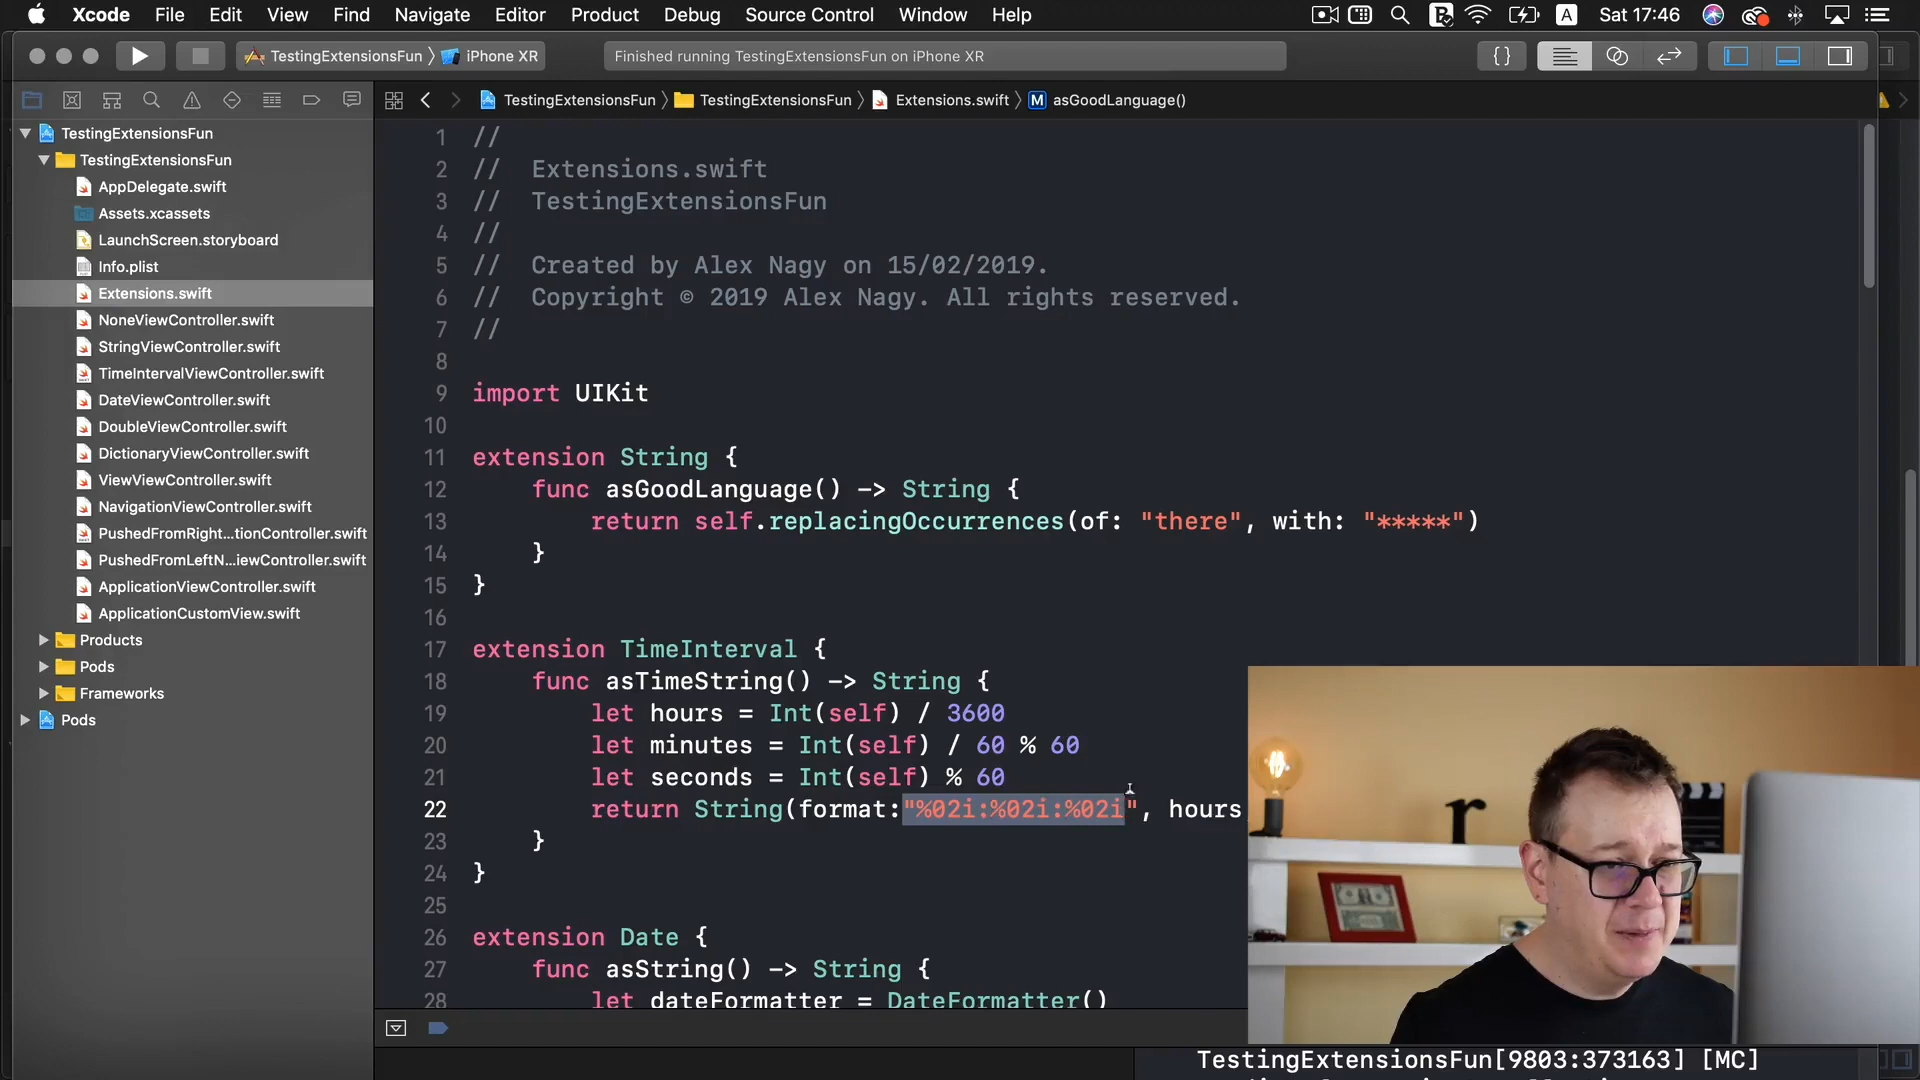 Xcode File Edit View Find Navigate Editor Product Debug Source Control Window Help
A Sat 17:46
TestingExtensionsFun iPhone XR
Finished running TestingExtensionsFun on iPhone XR
{}
TestingExtensionsFun TestingExtensionsFun Extensions.swift M asGoodLanguage()
TestingExtensionsFun
TestingExtensionsFun
AppDelegate.swift
Assets.xcassets
LaunchScreen.storyboard
Info.plist
Extensions.swift
NoneViewController.swift
StringViewController.swift
TimeIntervalViewController.swift
DateViewController.swift
DoubleViewController.swift
DictionaryViewController.swift
ViewViewController.swift
NavigationViewController.swift
PushedFromRight...tionController.swift
PushedFromLeftN...iewController.swift
ApplicationViewController.swift
ApplicationCustomView.swift
Products
Pods
Frameworks
Pods
1 //
2 // Extensions.swift
3 // TestingExtensionsFun
4 //
5 // Created by Alex Nagy on 15/02/2019.
6 // Copyright © 2019 Alex Nagy. All rights reserved.
7 //
8
9 import UIKit
10
11 extension String {
12 func asGoodLanguage() -> String {
13 return self.replacingOccurrences(of: "there", with: "*****")
14 }
15 }
16
17 extension TimeInterval {
18 func asTimeString() -> String {
19 let hours = Int(self) / 3600
20 let minutes = Int(self) / 60 % 60
21 let seconds = Int(self) % 60
22 return String(format:"%02i:%02i:%02i", hours
23 }
24 }
25
26 extension Date {
27 func asString() -> String {
28 let dateFormatter = DateFormatter()
TestingExtensionsFun[9803:373163] [MC]